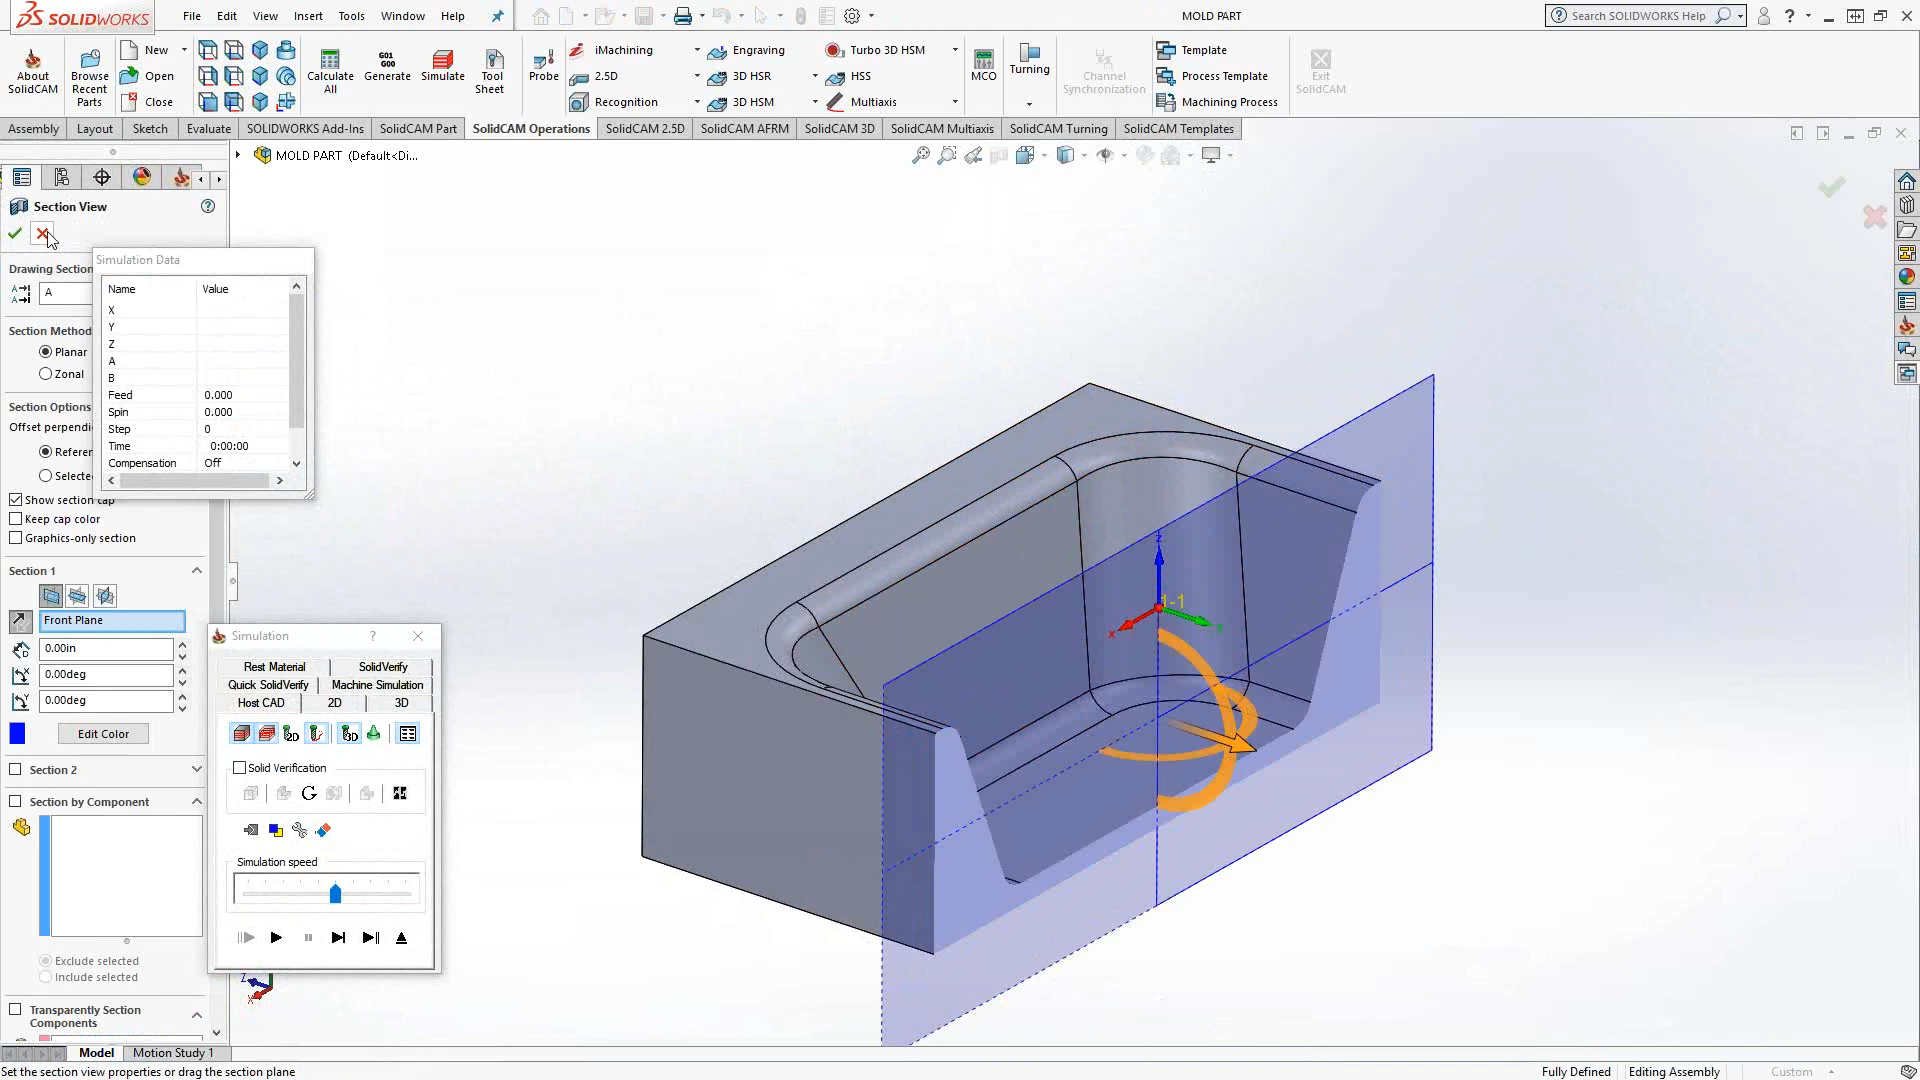 SOLIDWORKS
File Edit View Insert Tools Window Help
MOLD PART
Search SOLIDWORKS Help
About SolidCAM
Browse Recent Parts
New
Open
Close
Calculate All
G01 G00
Generate
Simulate
Tool Sheet
Probe
iMachining
2.5D
Recognition
Engraving
3D HSR
3D HSM
Turbo 3D HSM
HSS
Multiaxis
MCO
Turning
Channel Synchronization
Template
Process Template
Machining Process
Exit SolidCAM
Assembly Layout Sketch Evaluate SOLIDWORKS Add-Ins SolidCAM Part SolidCAM Operations SolidCAM 2.5D SolidCAM AFRM SolidCAM 3D SolidCAM Multiaxis SolidCAM Turning SolidCAM Templates
MOLD PART (Default<Di...
Section View
Drawing Section
A
Section Method
Planar
Zonal
Section Options
Offset perpendi
Referen
Selecte
Show section cap
Keep cap color
Graphics-only section
Section 1
Front Plane
0.00in
0.00deg
0.00deg
Edit Color
Section 2
Section by Component
Exclude selected
Include selected
Transparently Section Components
Simulation Data
Name Value
X
Y
Z
A
B
Feed 0.000
Spin 0.000
Step 0
Time 0:00:00
Compensation Off
Simulation ?
Rest Material SolidVerify
Quick SolidVerify Machine Simulation
Host CAD 2D 3D
Solid Verification
Simulation speed
Z
1-1
X
Y
Z
X
Model Motion Study 1
Set the section view properties or drag the section plane
Fully Defined Editing Assembly Custom